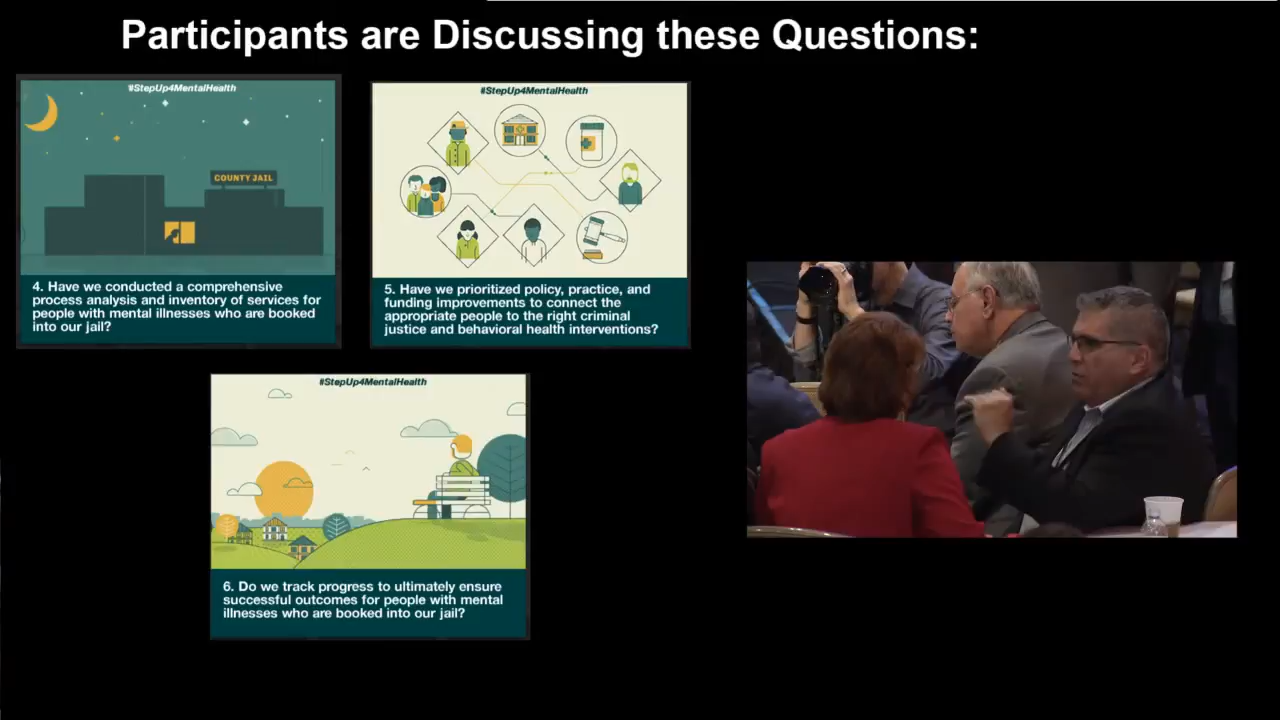 Participants are Discussing these Questions:
#StepUp4MentalHealth
COUNTY JAIL
4. Have we conducted a comprehensive
process analysis and inventory of services for
people with mental illnesses who are booked
into our jail?
#StepUp4MentalHealth
5. Have we prioritized policy, practice, and
funding improvements to connect the
appropriate people to the right criminal
justice and behavioral health interventions?
#StepUp4MentalHealth
6. Do we track progress to ultimately ensure
successful outcomes for people with mental
illnesses who are booked into our jail?